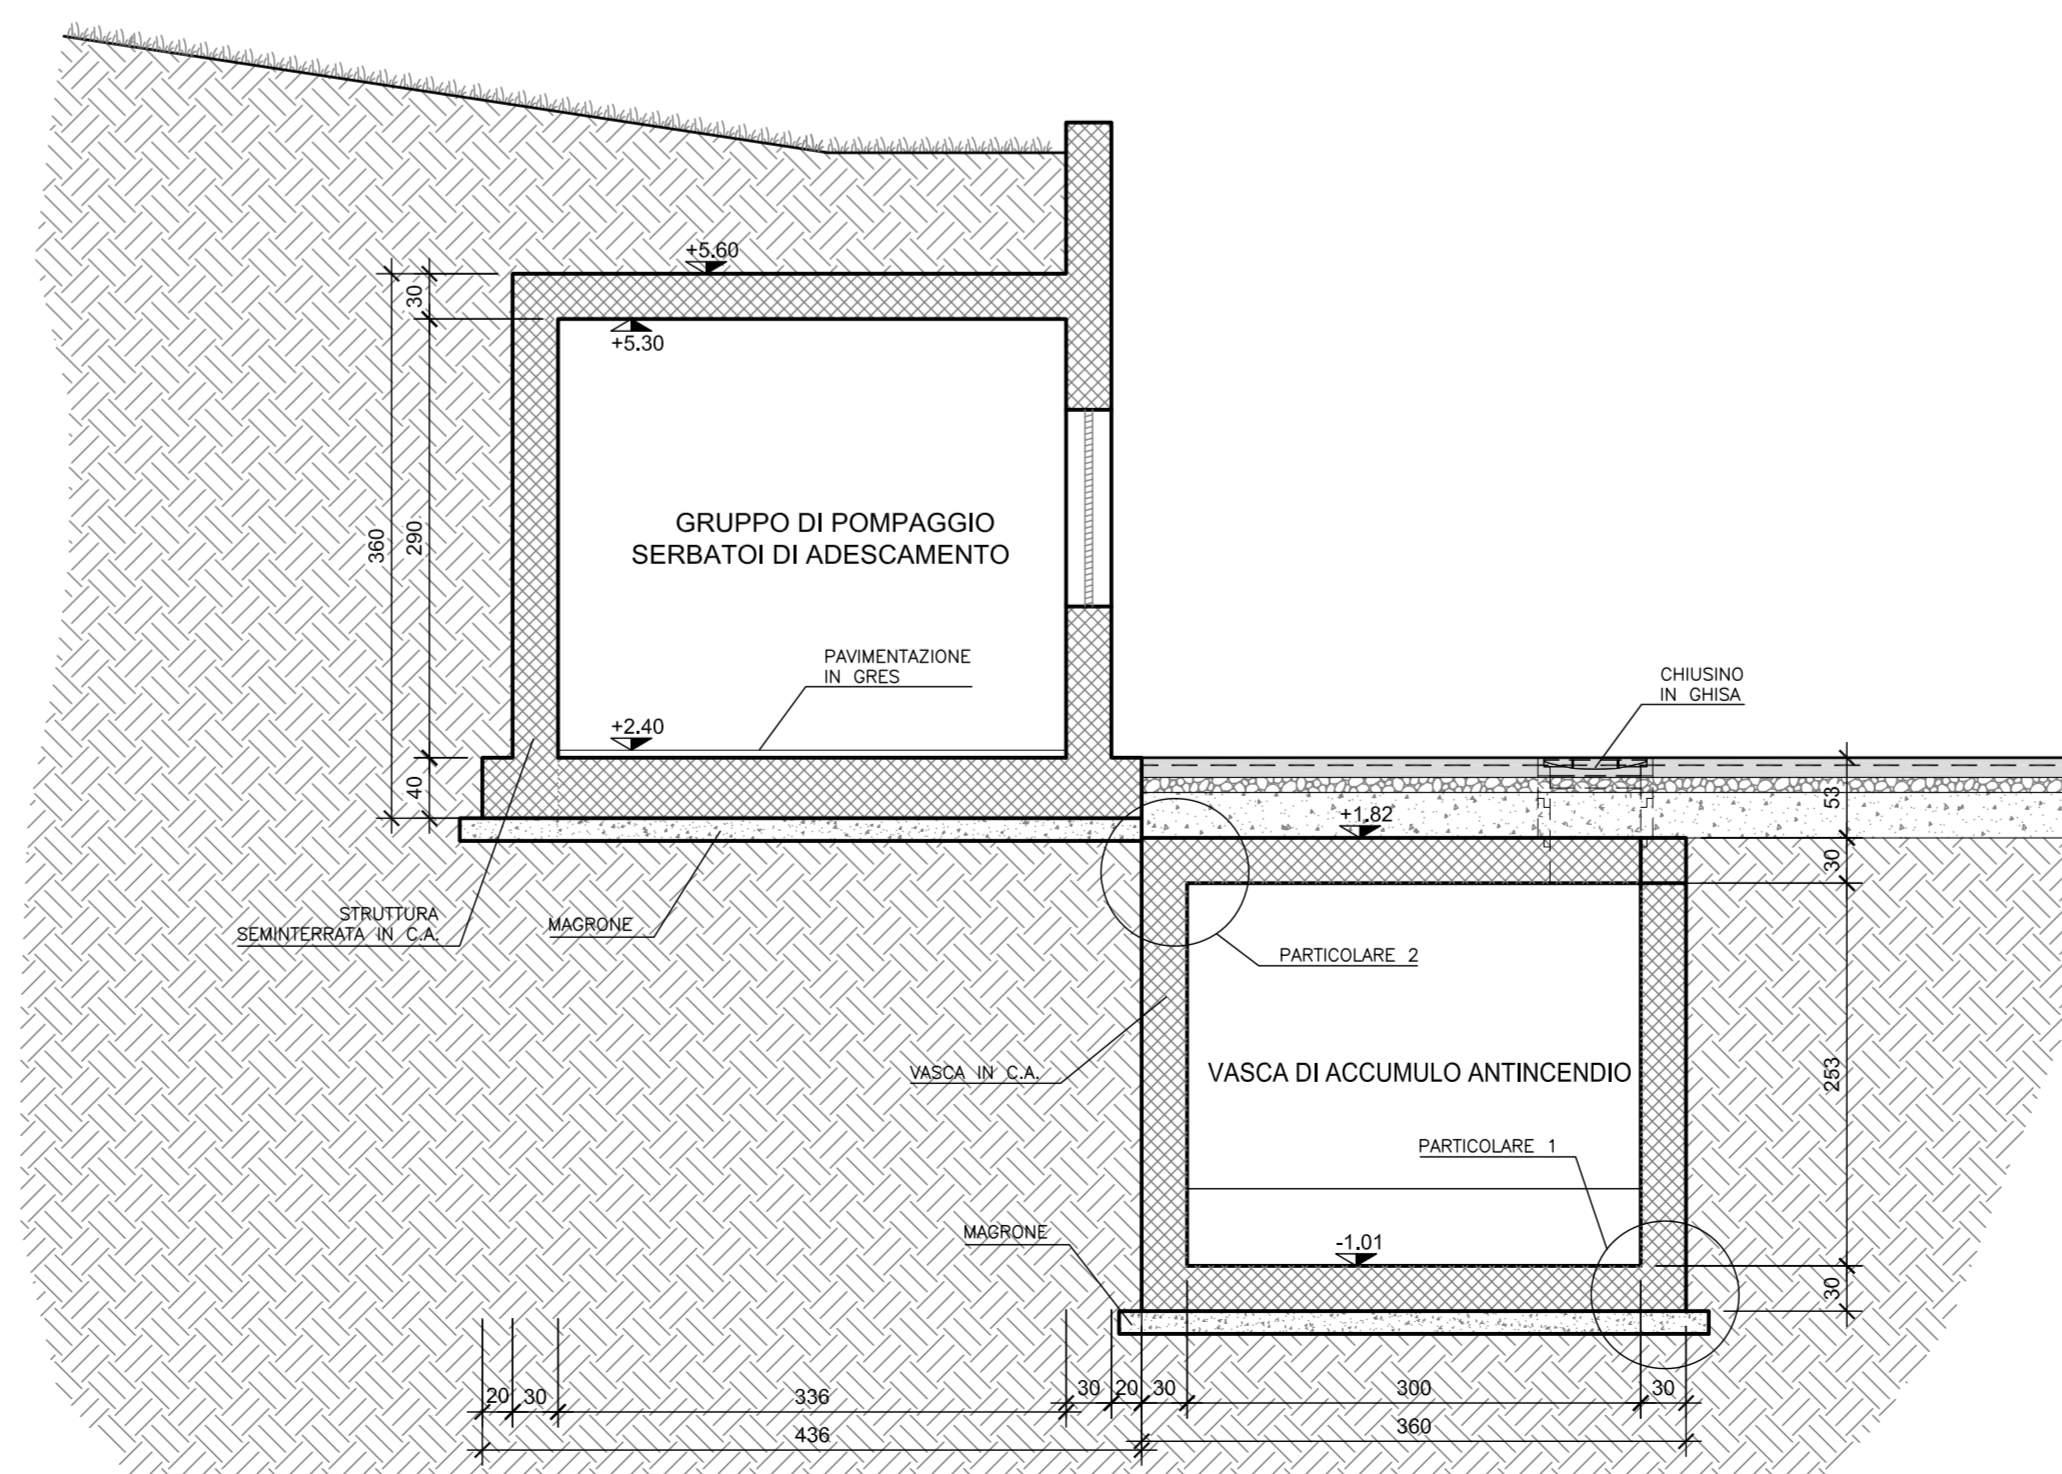 +5.60
30
+5.30
360
290
GRUPPO DI POMPAGGIO
SERBATOI DI ADESCAMENTO
PAVIMENTAZIONE
IN GRES
CHIUSINO
IN GHISA
+2.40
40
53
+1.82
30
STRUTTURA
SEMINTERRATA IN C.A.
MAGRONE
PARTICOLARE 2
VASCA IN C.A.
VASCA DI ACCUMULO ANTINCENDIO
253
PARTICOLARE 1
MAGRONE
-1.01
30
20 30 336 30 20 30 300 30
436 360